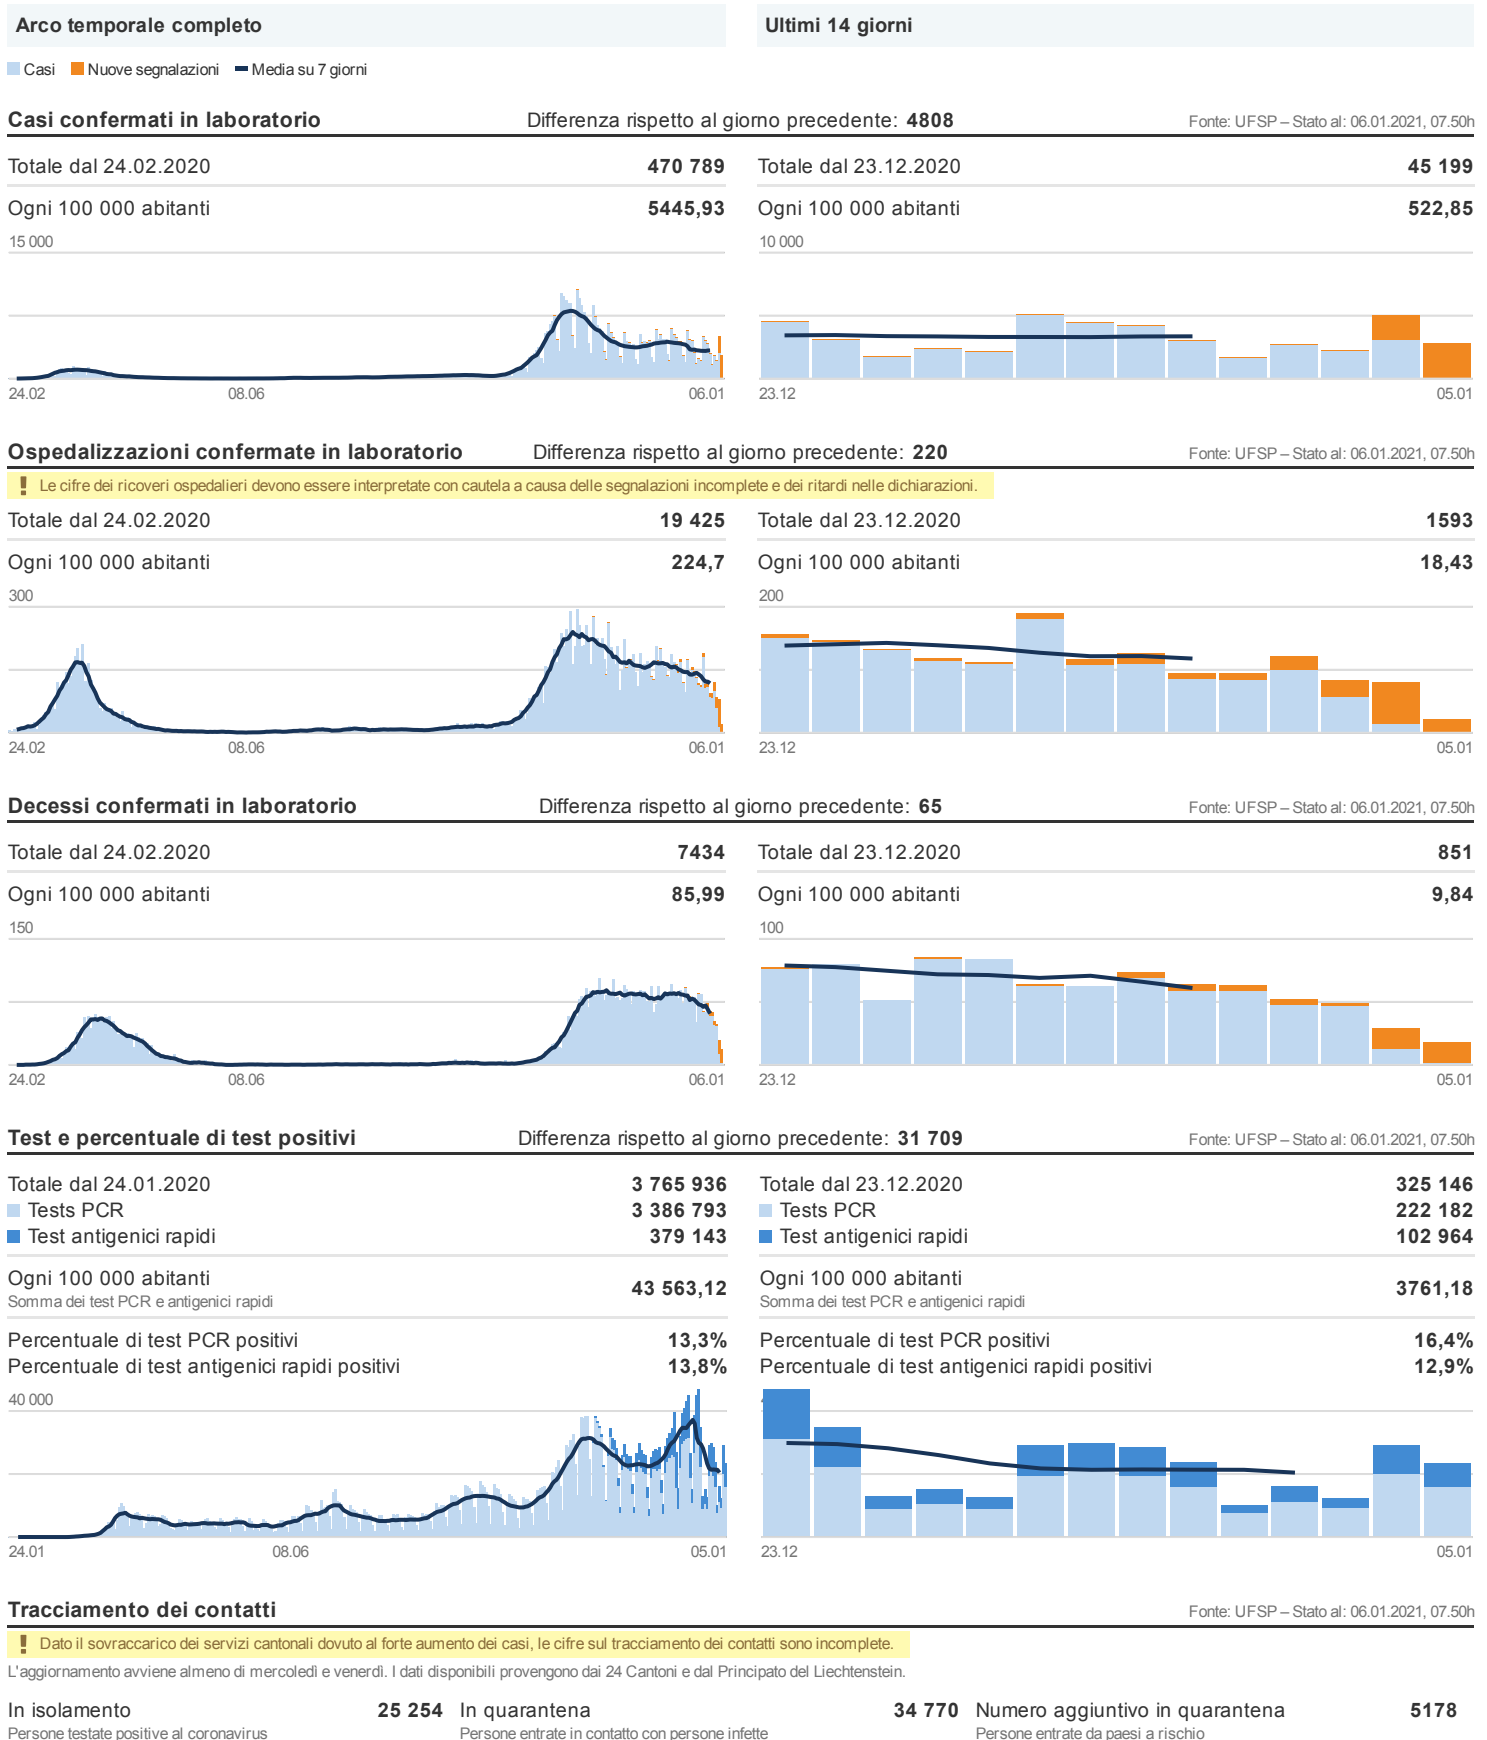 Arco temporale completo
Ultimi 14 giorni
Casi Nuove segnalazioni Media su 7 giorni
Casi confermati in laboratorio Differenza rispetto al giorno precedente: 4808 Fonte: UFSP – Stato al: 06.01.2021, 07.50h
Totale dal 24.02.2020 470 789
Ogni 100 000 abitanti 5445,93
15 000
24.02 08.06 06.01
Totale dal 23.12.2020 45 199
Ogni 100 000 abitanti 522,85
10 000
23.12 05.01
Ospedalizzazioni confermate in laboratorio Differenza rispetto al giorno precedente: 220 Fonte: UFSP – Stato al: 06.01.2021, 07.50h
! Le cifre dei ricoveri ospedalieri devono essere interpretate con cautela a causa delle segnalazioni incomplete e dei ritardi nelle dichiarazioni.
Totale dal 24.02.2020 19 425
Ogni 100 000 abitanti 224,7
300
24.02 08.06 06.01
Totale dal 23.12.2020 1593
Ogni 100 000 abitanti 18,43
200
23.12 05.01
Decessi confermati in laboratorio Differenza rispetto al giorno precedente: 65 Fonte: UFSP – Stato al: 06.01.2021, 07.50h
Totale dal 24.02.2020 7434
Ogni 100 000 abitanti 85,99
150
24.02 08.06 06.01
Totale dal 23.12.2020 851
Ogni 100 000 abitanti 9,84
100
23.12 05.01
Test e percentuale di test positivi Differenza rispetto al giorno precedente: 31 709 Fonte: UFSP – Stato al: 06.01.2021, 07.50h
Totale dal 24.01.2020 3 765 936
Tests PCR 3 386 793
Test antigenici rapidi 379 143
Ogni 100 000 abitanti 43 563,12
Somma dei test PCR e antigenici rapidi
Percentuale di test PCR positivi 13,3%
Percentuale di test antigenici rapidi positivi 13,8%
40 000
24.01 08.06 05.01
Totale dal 23.12.2020 325 146
Tests PCR 222 182
Test antigenici rapidi 102 964
Ogni 100 000 abitanti 3761,18
Somma dei test PCR e antigenici rapidi
Percentuale di test PCR positivi 16,4%
Percentuale di test antigenici rapidi positivi 12,9%
23.12 05.01
Tracciamento dei contatti Fonte: UFSP – Stato al: 06.01.2021, 07.50h
! Dato il sovraccarico dei servizi cantonali dovuto al forte aumento dei casi, le cifre sul tracciamento dei contatti sono incomplete.
L'aggiornamento avviene almeno di mercoledì e venerdì. I dati disponibili provengono dai 24 Cantoni e dal Principato del Liechtenstein.
In isolamento 25 254
Persone testate positive al coronavirus
In quarantena 34 770
Persone entrate in contatto con persone infette
Numero aggiuntivo in quarantena 5178
Persone entrate da paesi a rischio